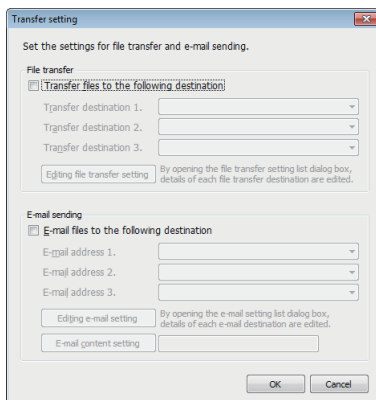 Transfer setting
Set the settings for file transfer and e-mail sending.
File transfer
Transfer files to the following destination
Transfer destination 1.
Transfer destination 2.
Transfer destination 3.
Editing file transfer setting
By opening the file transfer setting list dialog box,
details of each file transfer destination are edited.
E-mail sending
E-mail files to the following destination
E-mail address 1.
E-mail address 2.
E-mail address 3.
Editing e-mail setting
By opening the e-mail setting list dialog box,
details of each e-mail destination are edited.
E-mail content setting
OK
Cancel